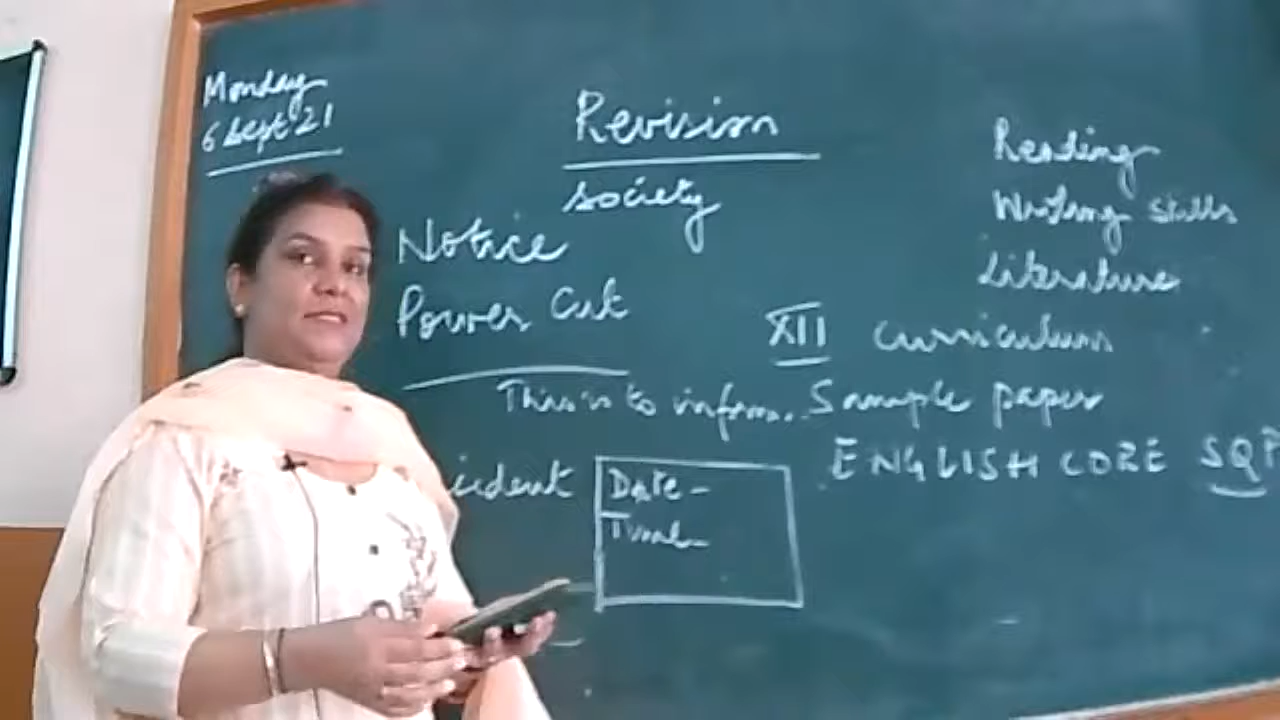 Monday
6 Sept 21
Revision
Society
Notice
Power Cut
This is to inform..
cident
Date -
Time -
Reading
Writing Skills
Literature
XII curriculum
Sample paper
ENGLISH CORE SQP